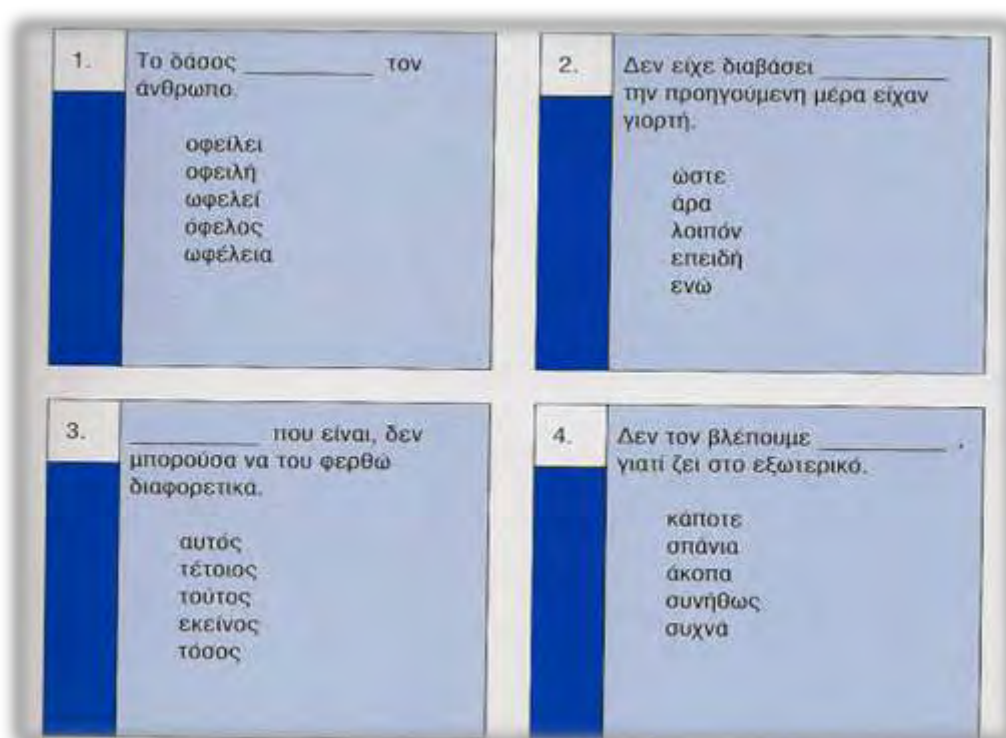 1.
Το δάσος __________ τον
άνθρωπο.
οφείλει
οφειλή
ωφελεί
όφελος
ωφέλεια
2.
Δεν είχε διαβάσει __________
την προηγούμενη μέρα είχαν
γιορτή.
ώστε
άρα
λοιπόν
επειδή
ενώ
3.
__________ που είναι, δεν
μπορούσα να του φερθώ
διαφορετικά.
αυτός
τέτοιος
τούτος
εκείνος
τόσος
4.
Δεν τον βλέπουμε __________ ,
γιατί ζει στο εξωτερικό.
κάποτε
σπάνια
άκοπα
συνήθως
συχνά